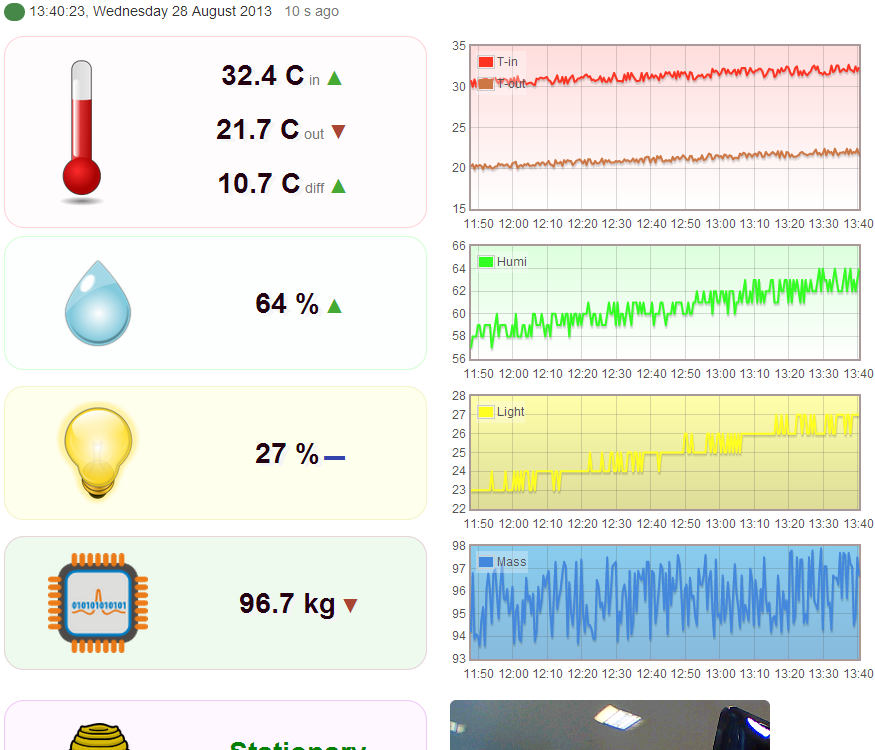 13:40:23, Wednesday 28 August 2013 10 s ago
32.4 C in ▲
21.7 C out ▼
10.7 C diff ▲
35
30
25
20
15
T-in
T-out
11:50 12:00 12:10 12:20 12:30 12:40 12:50 13:00 13:10 13:20 13:30 13:40
64 % ▲
66
64
62
60
58
56
Humi
11:50 12:00 12:10 12:20 12:30 12:40 12:50 13:00 13:10 13:20 13:30 13:40
27 %
28
27
26
25
24
23
22
Light
11:50 12:00 12:10 12:20 12:30 12:40 12:50 13:00 13:10 13:20 13:30 13:40
010101010101
96.7 kg ▼
98
97
96
95
94
93
Mass
11:50 12:00 12:10 12:20 12:30 12:40 12:50 13:00 13:10 13:20 13:30 13:40
Stationary